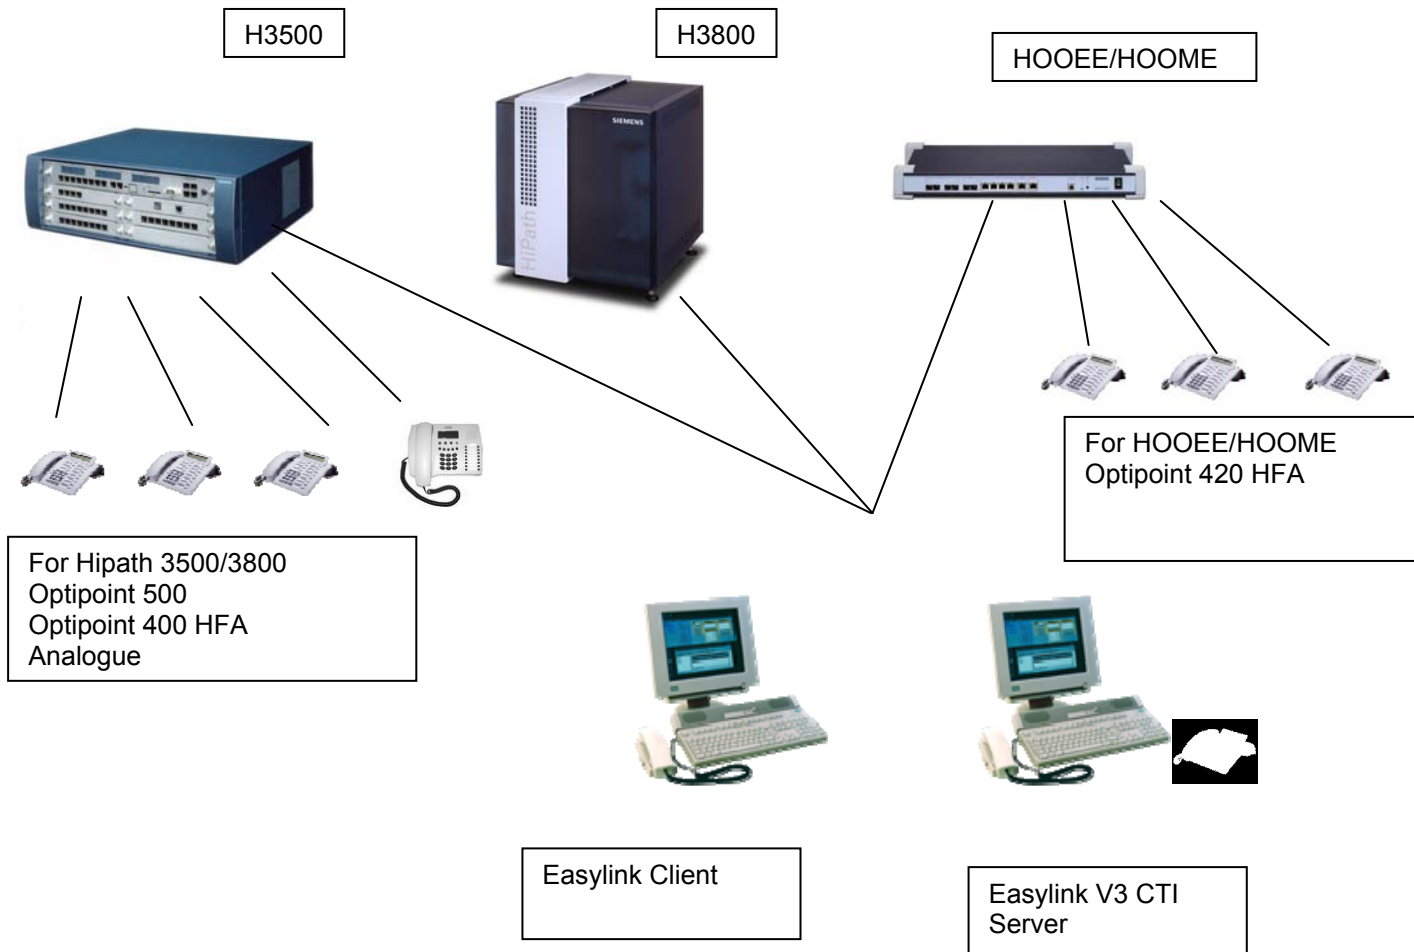 H3500
H3800
HOOEE/HOOME
SIEMENS
HiPath
For HOOEE/HOOME
Optipoint 420 HFA
For Hipath 3500/3800
Optipoint 500
Optipoint 400 HFA
Analogue
Easylink Client
Easylink V3 CTI
Server